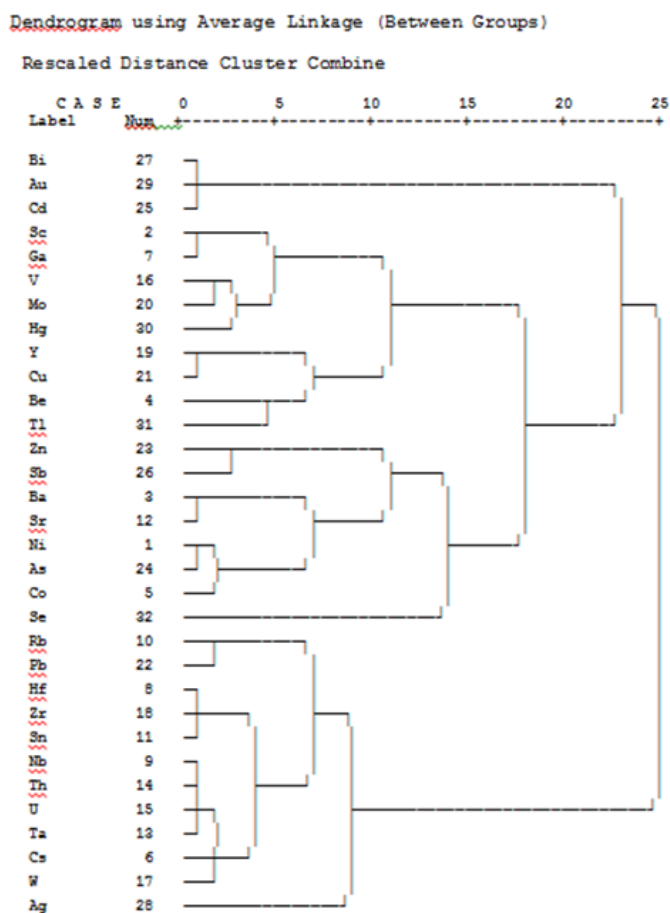 Dendrogram using Average Linkage (Between Groups)
Rescaled Distance Cluster Combine
C A S E 0 5 10 15 20 25
Label Num
Bi 27
Au 29
Cd 25
Sc 2
Ga 7
V 16
Mo 20
Hg 30
Y 19
Cu 21
Be 4
Tl 31
Zn 23
Sb 26
Ba 3
Sr 12
Ni 1
As 24
Co 5
Se 32
Rb 10
Pb 22
Hf 8
Zr 18
Sn 11
Nb 9
Th 14
U 15
Ta 13
Cs 6
W 17
Ag 28